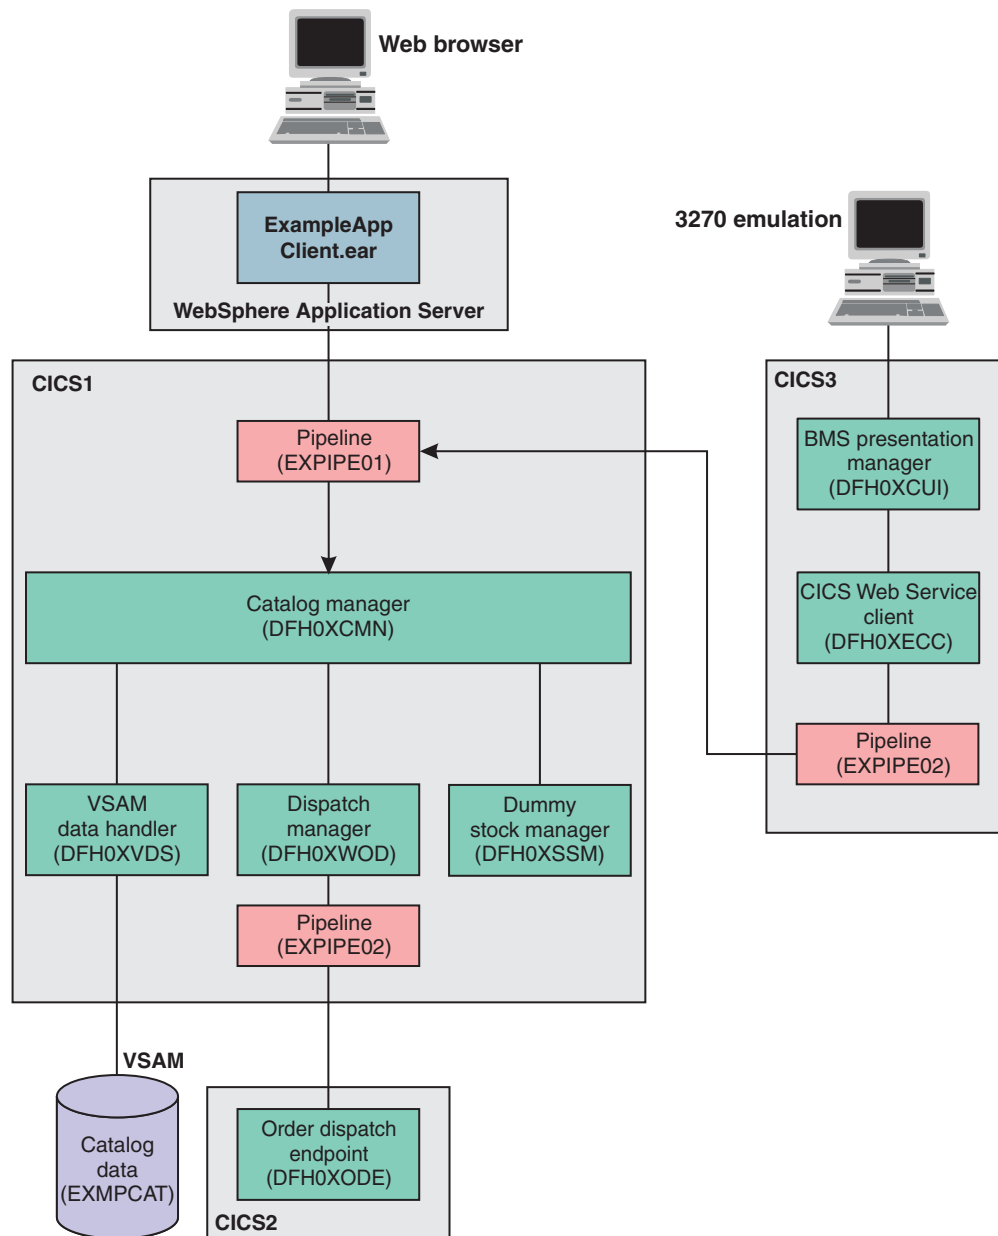 Web browser
ExampleApp
Client.ear
WebSphere Application Server
3270 emulation
CICS1
Pipeline
(EXPIPE01)
Catalog manager
(DFH0XCMN)
VSAM
data handler
(DFH0XVDS)
Dispatch
manager
(DFH0XWOD)
Dummy
stock manager
(DFH0XSSM)
Pipeline
(EXPIPE02)
CICS3
BMS presentation
manager
(DFH0XCUI)
CICS Web Service
client
(DFH0XECC)
Pipeline
(EXPIPE02)
VSAM
Catalog
data
(EXMPCAT)
Order dispatch
endpoint
(DFH0XODE)
CICS2